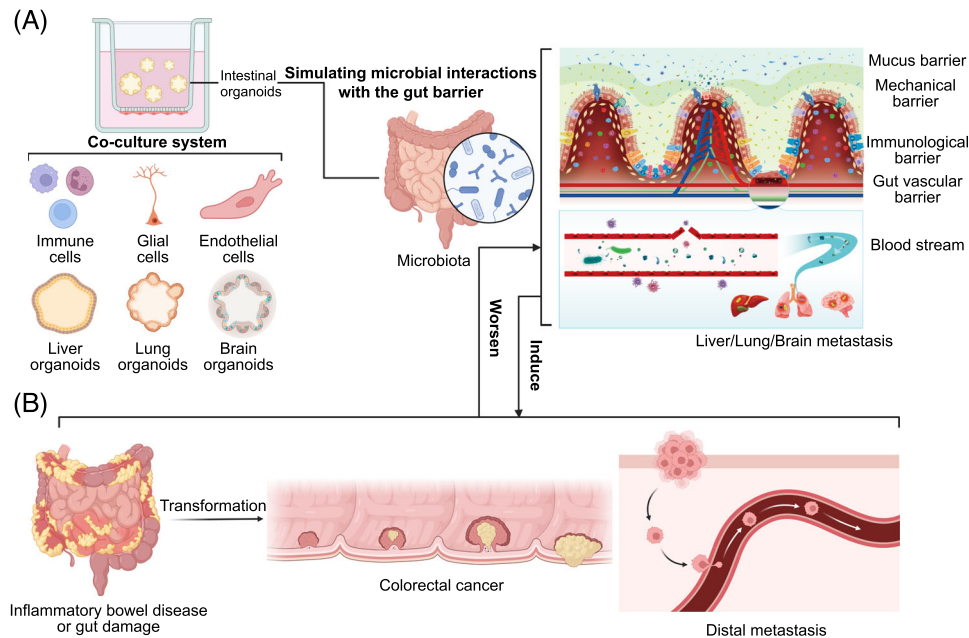 (A)
Intestinal
organoids
Co-culture system
Immune
cells
Glial
cells
Endothelial
cells
Liver
organoids
Lung
organoids
Brain
organoids
Simulating microbial interactions
with the gut barrier
Microbiota
Mucus barrier
Mechanical
barrier
Immunological
barrier
Gut vascular
barrier
Blood stream
Liver/Lung/Brain metastasis
Worsen
Induce
(B)
Inflammatory bowel disease
or gut damage
Transformation
Colorectal cancer
Distal metastasis